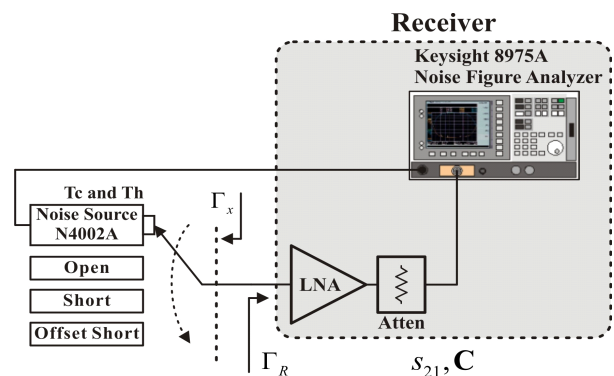 Receiver
Keysight 8975A
Noise Figure Analyzer
Tc and Th
Noise Source
N4002A
Open
Short
Offset Short
Γx
LNA
Atten
ΓR
s21, C